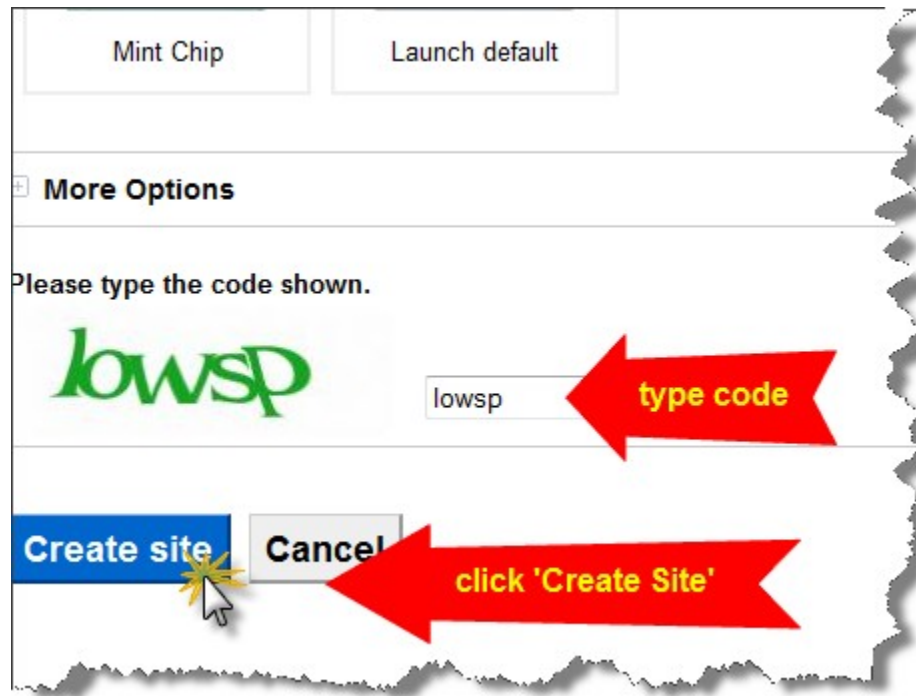 Mint Chip
Launch default
More Options
Please type the code shown.
lowsp
lowsp
type code
Create site
Cancel
click 'Create Site'